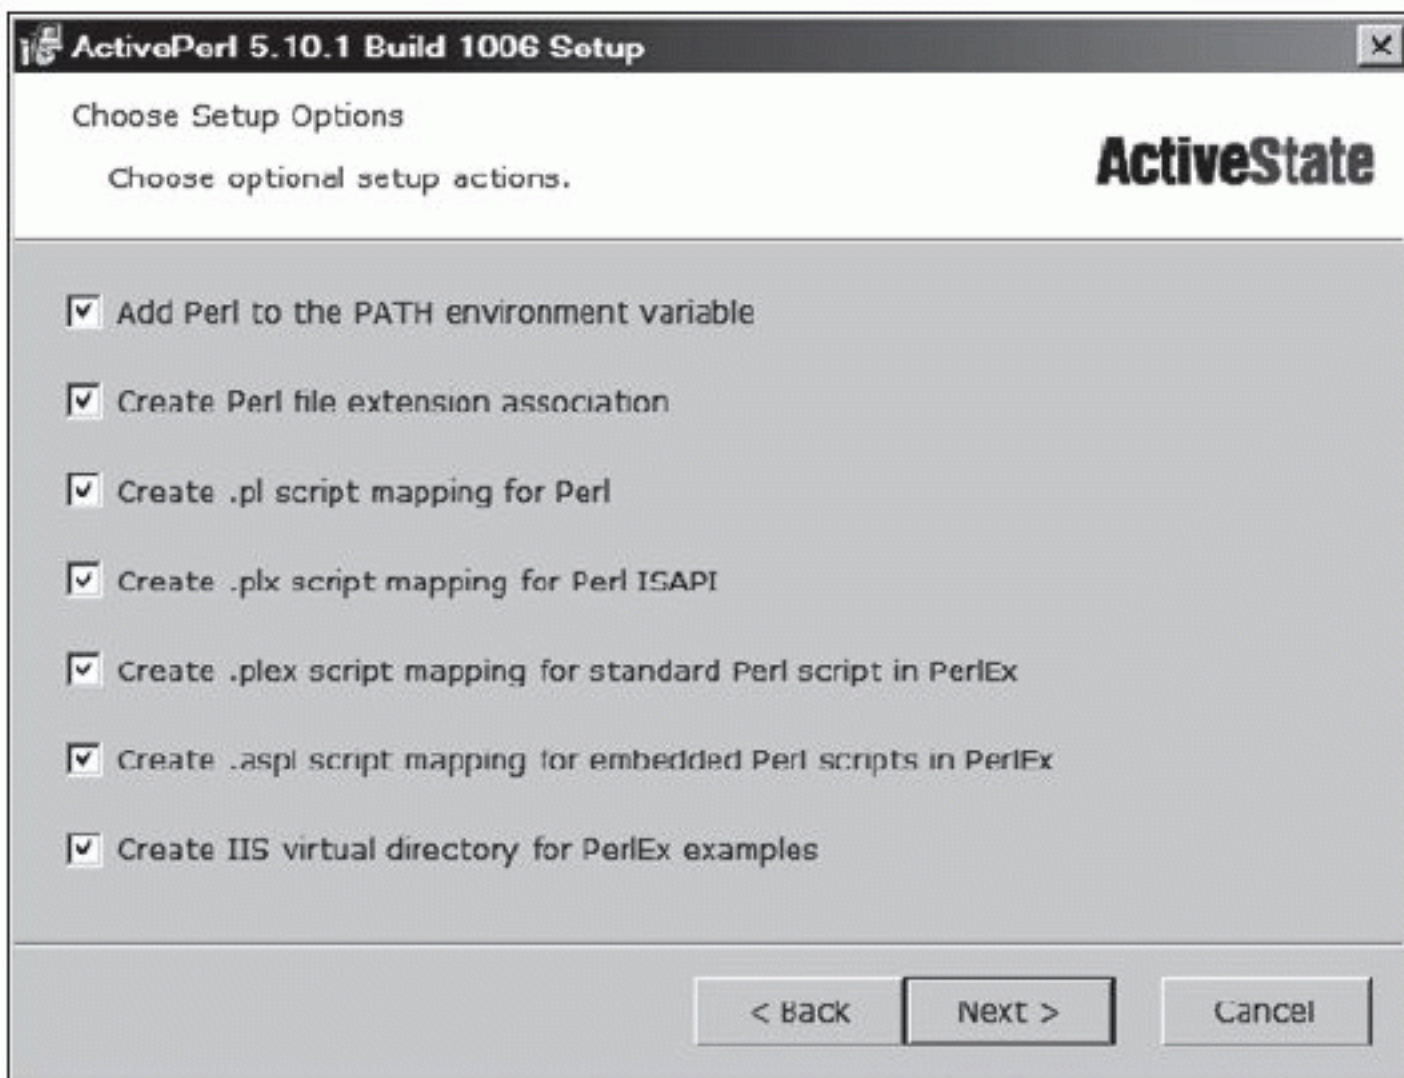 ActivePerl 5.10.1 Build 1006 Setup
Choose Setup Options
Choose optional setup actions.
ActiveState
Add Perl to the PATH environment variable
Create Perl file extension association
Create .pl script mapping for Perl
Create .plx script mapping for Perl ISAPI
Create .plex script mapping for standard Perl script in PerlEx
Create .aspl script mapping for embedded Perl scripts in PerlEx
Create IIS virtual directory for PerlEx examples
< Back
Next >
Cancel